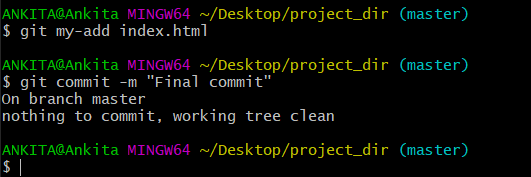 ANKITA@Ankita MINGW64 ~/Desktop/project_dir (master)
$ git my-add index.html
ANKITA@Ankita MINGW64 ~/Desktop/project_dir (master)
$ git commit -m "Final commit"
On branch master
nothing to commit, working tree clean
ANKITA@Ankita MINGW64 ~/Desktop/project_dir (master)
$